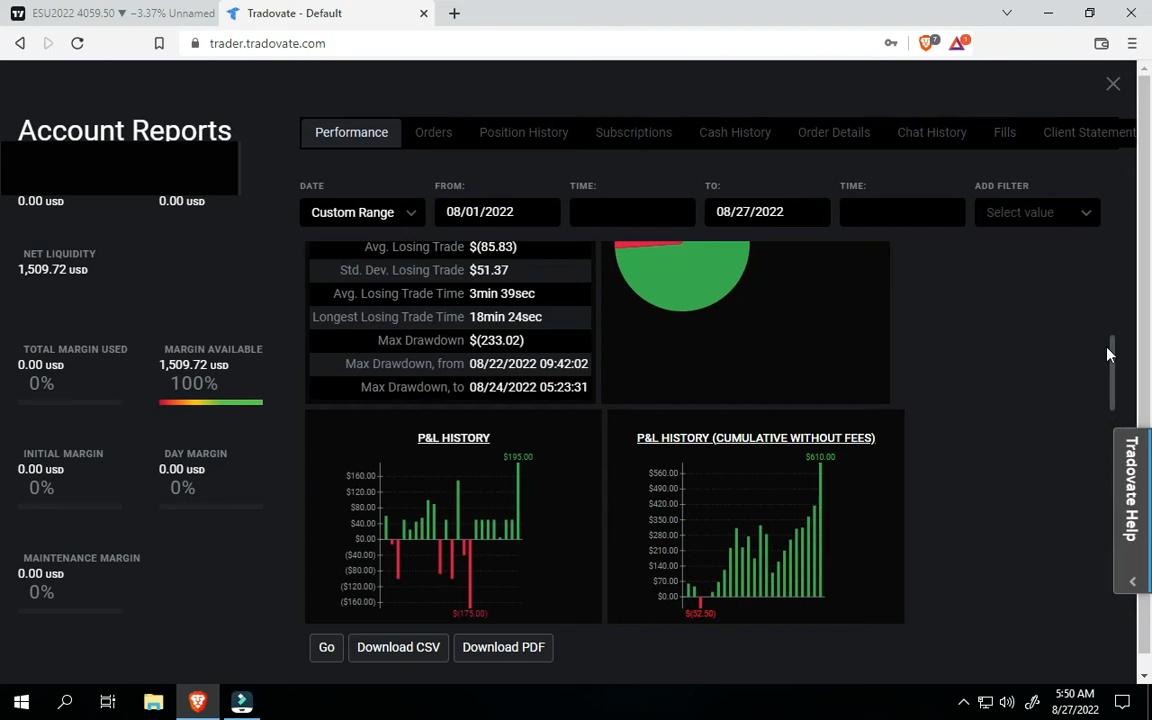 ESU2022 4059.50 ▼ −3.37% Unnamed
Tradovate - Default
trader.tradovate.com
7
1
Account Reports
Performance
Orders
Position History
Subscriptions
Cash History
Order Details
Chat History
Fills
Client Statement
0.00 USD
0.00 USD
DATE
FROM:
TIME:
TO:
TIME:
ADD FILTER
Custom Range
08/01/2022
08/27/2022
Select value
NET LIQUIDITY
1,509.72 USD
Avg. Losing Trade $(85.83)
Std. Dev. Losing Trade $51.37
Avg. Losing Trade Time 3min 39sec
Longest Losing Trade Time 18min 24sec
Max Drawdown $(233.02)
Max Drawdown, from 08/22/2022 09:42:02
Max Drawdown, to 08/24/2022 05:23:31
TOTAL MARGIN USED
0.00 USD
0%
MARGIN AVAILABLE
1,509.72 USD
100%
INITIAL MARGIN
0.00 USD
0%
DAY MARGIN
0.00 USD
0%
MAINTENANCE MARGIN
0.00 USD
0%
P&L HISTORY
$195.00
$160.00
$120.00
$80.00
$40.00
$0.00
($40.00)
($80.00)
($120.00)
($160.00)
$(175.00)
P&L HISTORY (CUMULATIVE WITHOUT FEES)
$610.00
$560.00
$490.00
$420.00
$350.00
$280.00
$210.00
$140.00
$70.00
$0.00
$(52.50)
Go
Download CSV
Download PDF
Tradovate Help
5:50 AM
8/27/2022